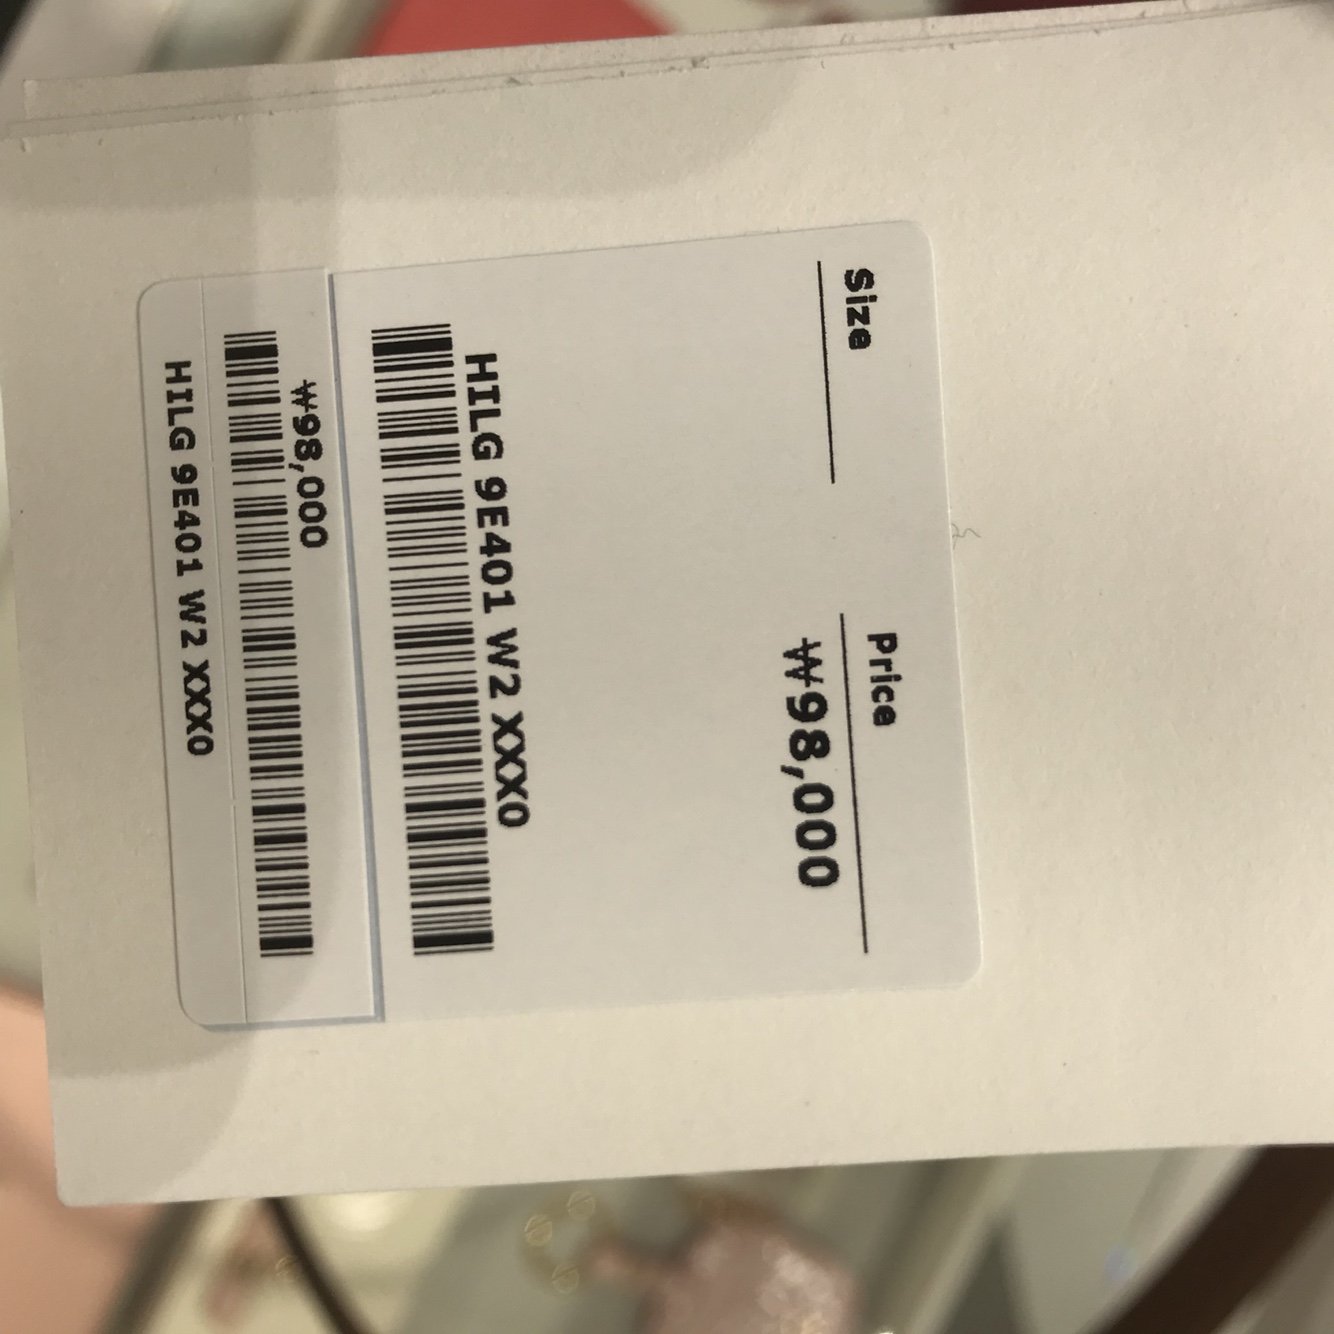 Size
Price
₩98,000
HILG 9E401 W2 XXX0
₩98,000
HILG 9E401 W2 XXX0